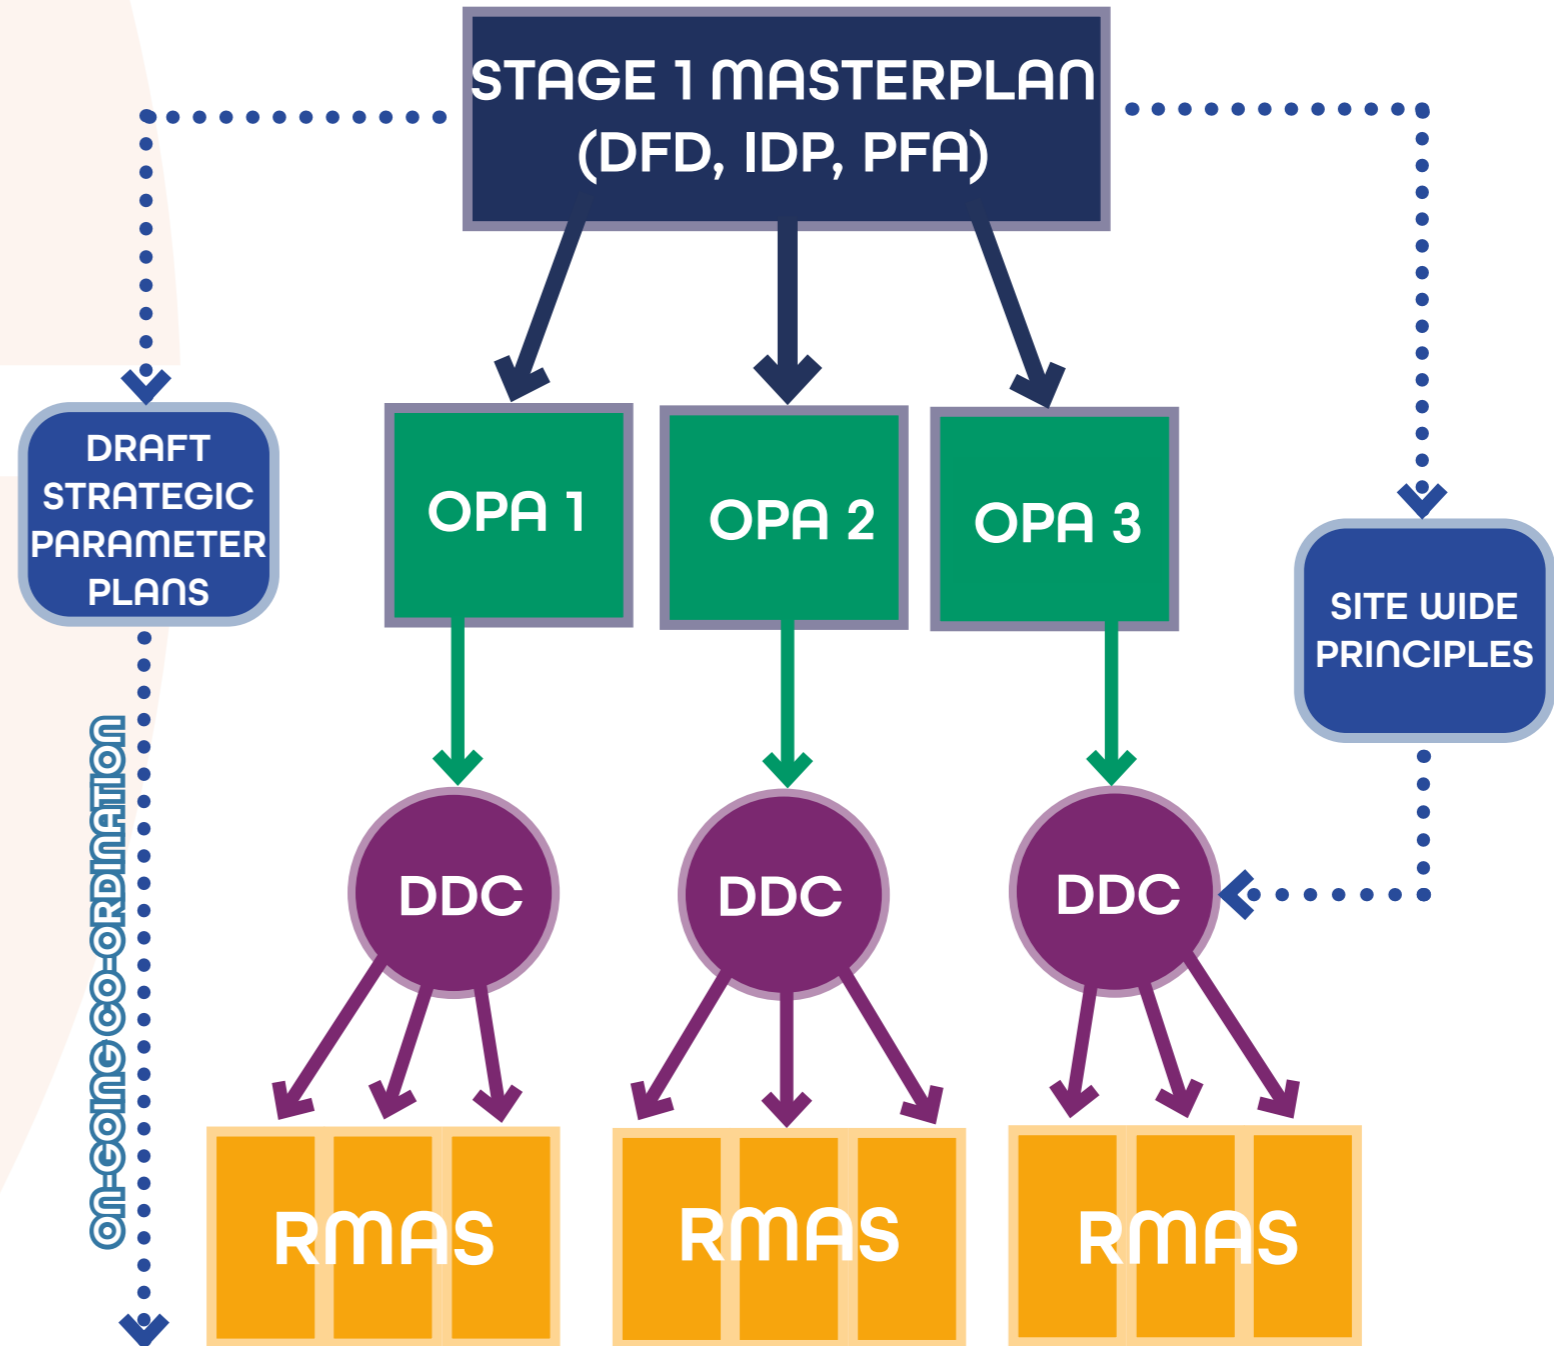 STAGE 1 MASTERPLAN
(DFD, IDP, PFA)
DRAFT
STRATEGIC
PARAMETER
PLANS
OPA 1
OPA 2
OPA 3
SITE WIDE
PRINCIPLES
ON-GOING CO-ORDINATION
DDC
DDC
DDC
RMAS
RMAS
RMAS